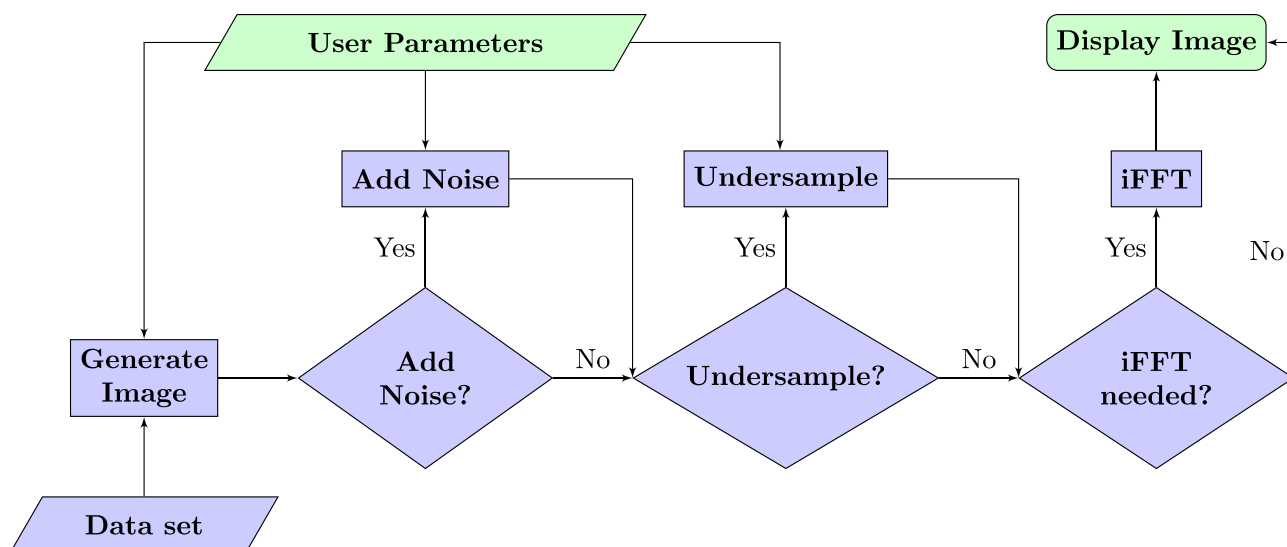 User Parameters
Display Image
Add Noise
Undersample
iFFT
Yes
Yes
Yes
No
Generate
Image
Add
Noise?
No
Undersample?
No
iFFT
needed?
Data set